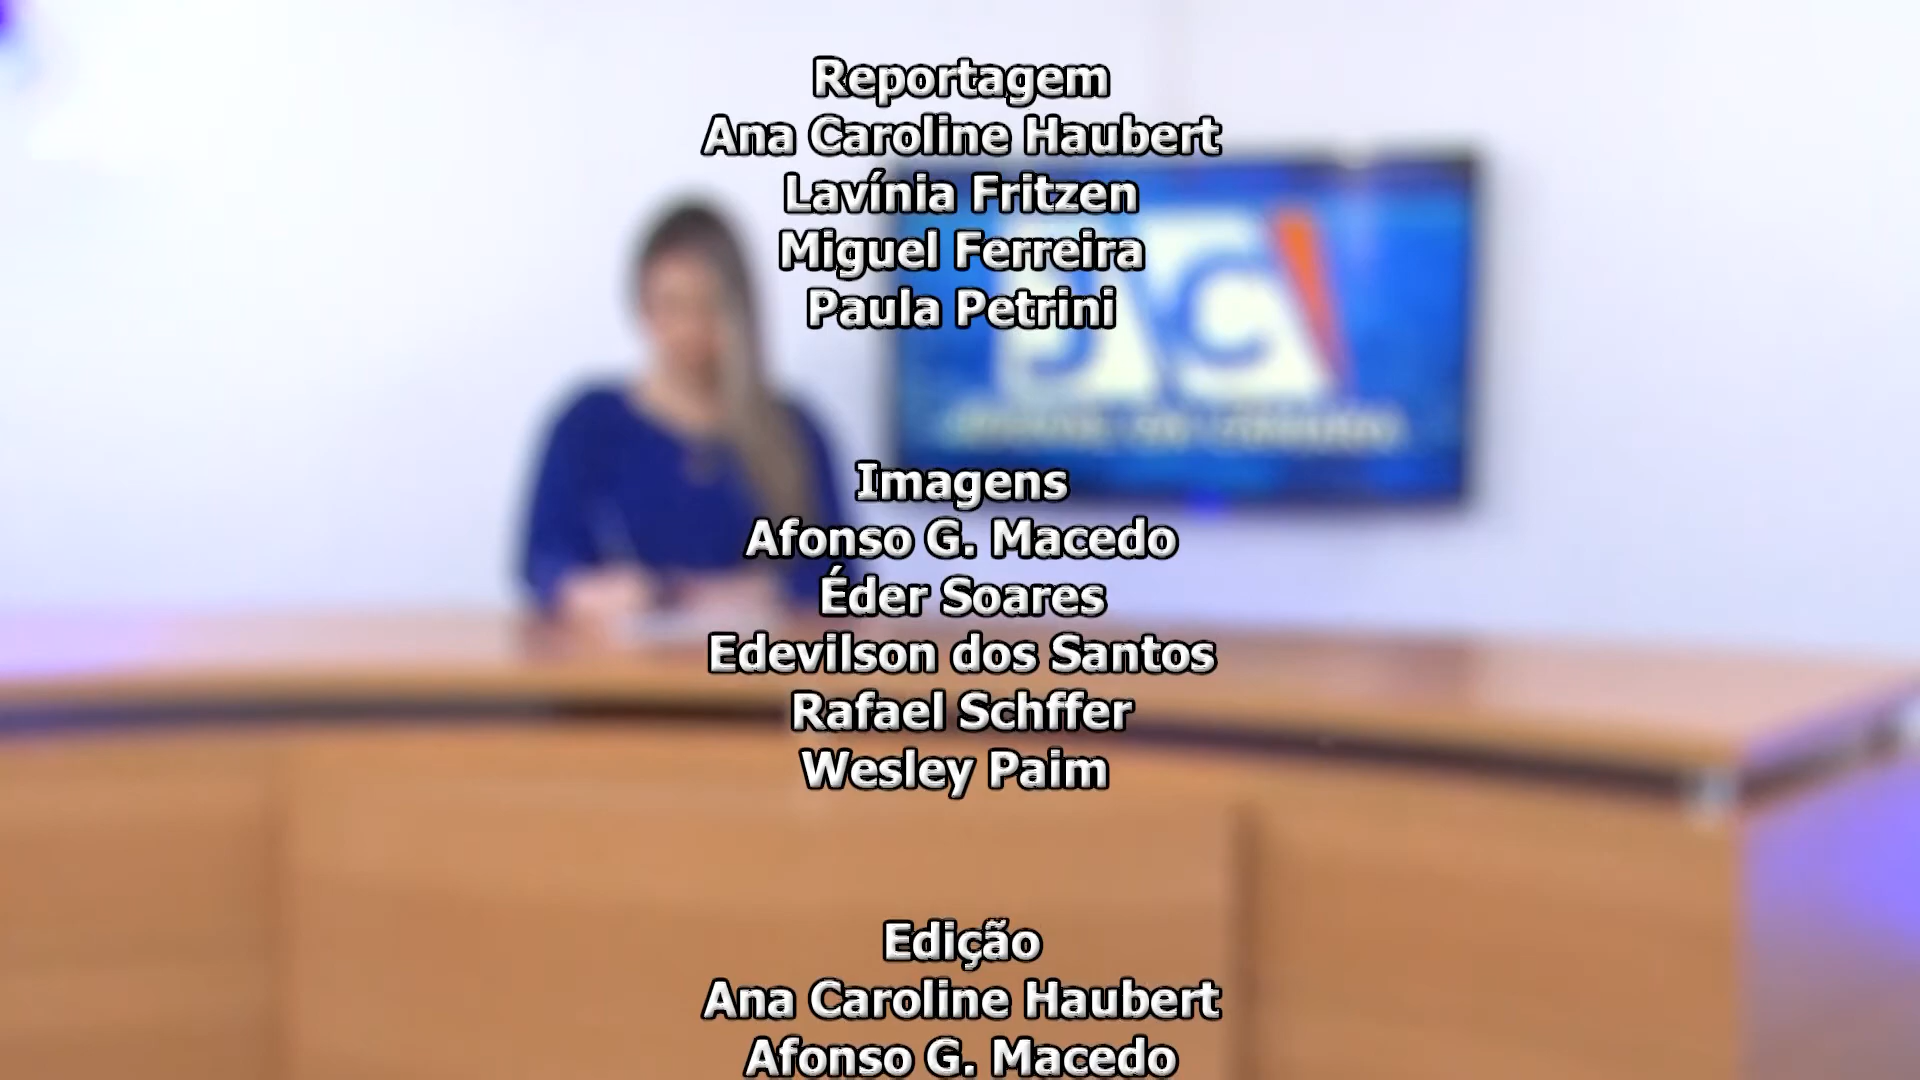 Reportagem
Ana Caroline Haubert
Lavínia Fritzen
Miguel Ferreira
Paula Petrini
JC
Imagens
Afonso G. Macedo
Éder Soares
Edevilson dos Santos
Rafael Schffer
Wesley Paim
Edição
Ana Caroline Haubert
Afonso G. Macedo